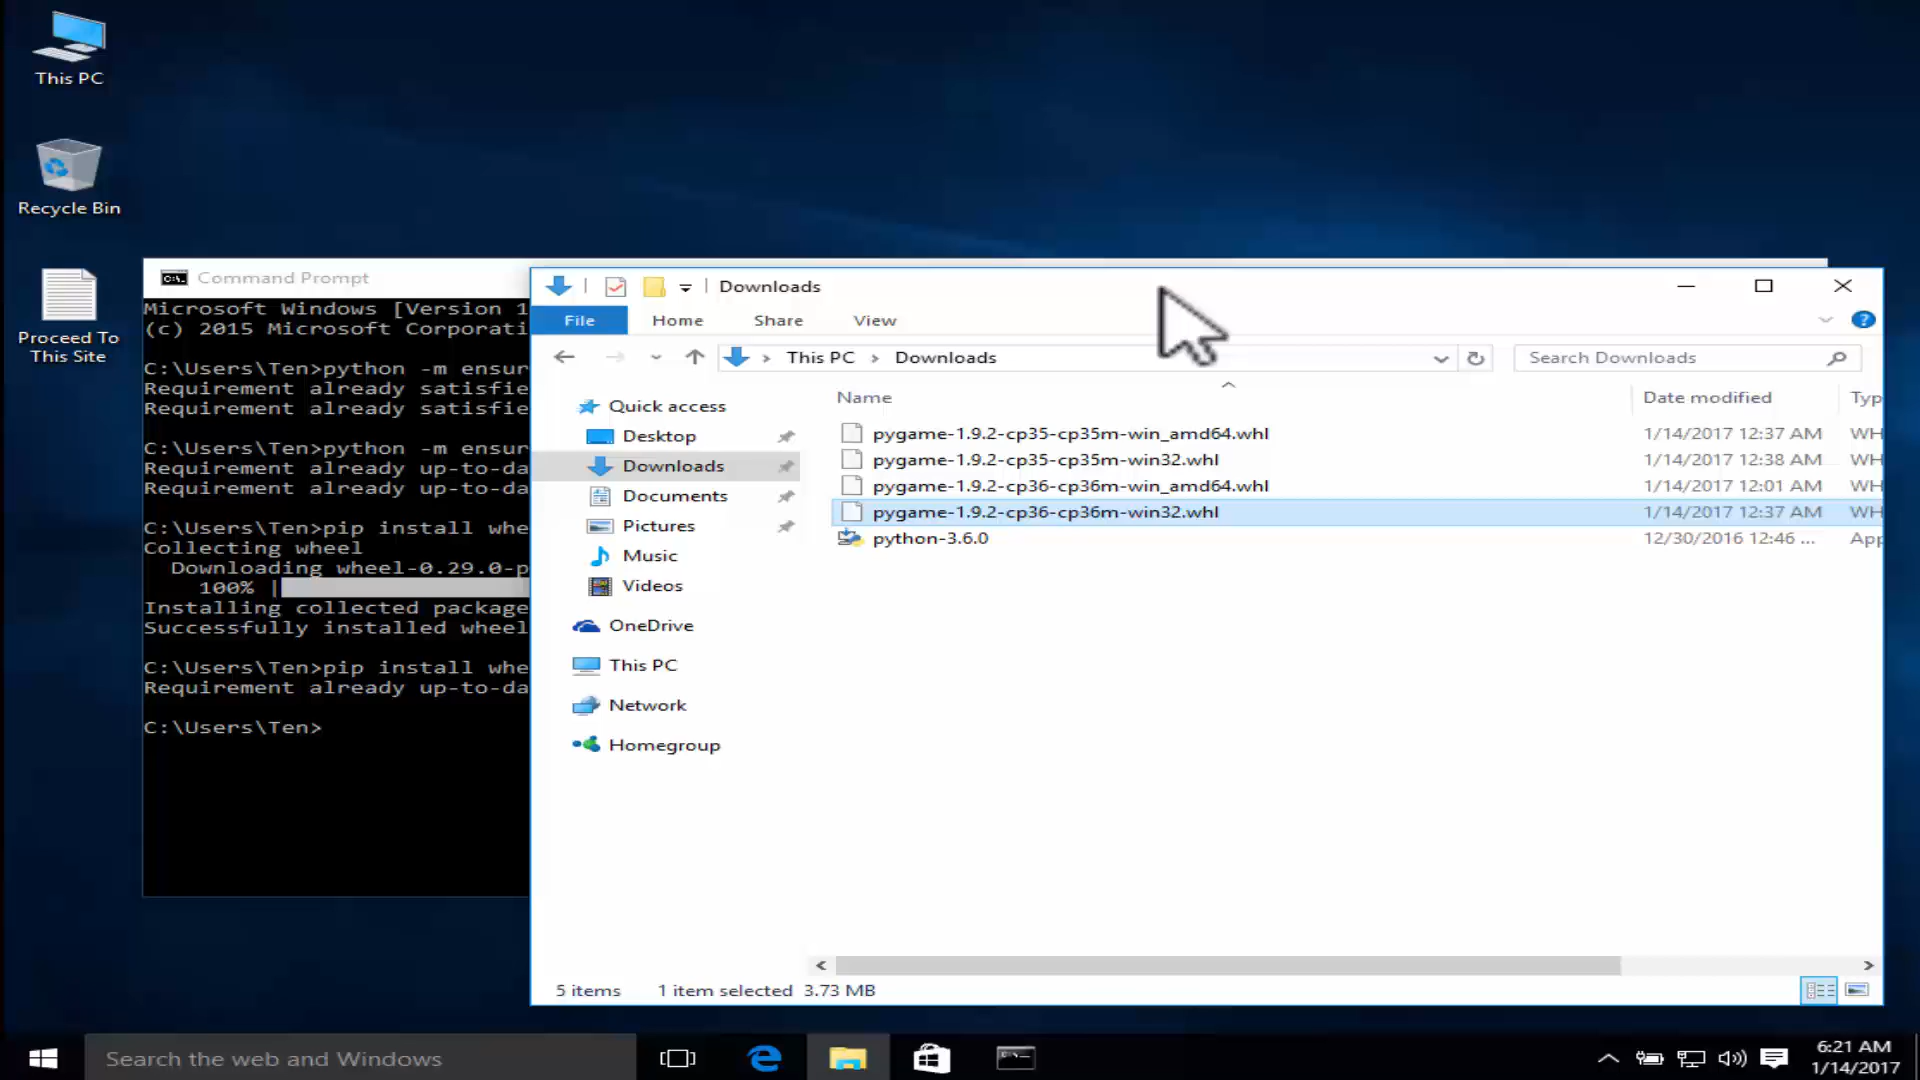 This PC
Recycle Bin
Proceed To
This Site
Command Prompt
Microsoft Windows [Version 1
(c) 2015 Microsoft Corporati
C:\Users\Ten>python -m ensur
Requirement already satisfie
Requirement already satisfie
C:\Users\Ten>python -m ensur
Requirement already up-to-da
Requirement already up-to-da
C:\Users\Ten>pip install whe
Collecting wheel
Downloading wheel-0.29.0-p
100% |
Installing collected package
Successfully installed wheel
C:\Users\Ten>pip install whe
Requirement already up-to-da
C:\Users\Ten>
Downloads
File Home Share View
This PC > Downloads
Search Downloads
Quick access
Desktop
Downloads
Documents
Pictures
Music
Videos
OneDrive
This PC
Network
Homegroup
Name Date modified Typ
pygame-1.9.2-cp35-cp35m-win_amd64.whl 1/14/2017 12:37 AM WH
pygame-1.9.2-cp35-cp35m-win32.whl 1/14/2017 12:38 AM WH
pygame-1.9.2-cp36-cp36m-win_amd64.whl 1/14/2017 12:01 AM WH
pygame-1.9.2-cp36-cp36m-win32.whl 1/14/2017 12:37 AM WH
python-3.6.0 12/30/2016 12:46 ... App
5 items 1 item selected 3.73 MB
Search the web and Windows
6:21 AM
1/14/2017